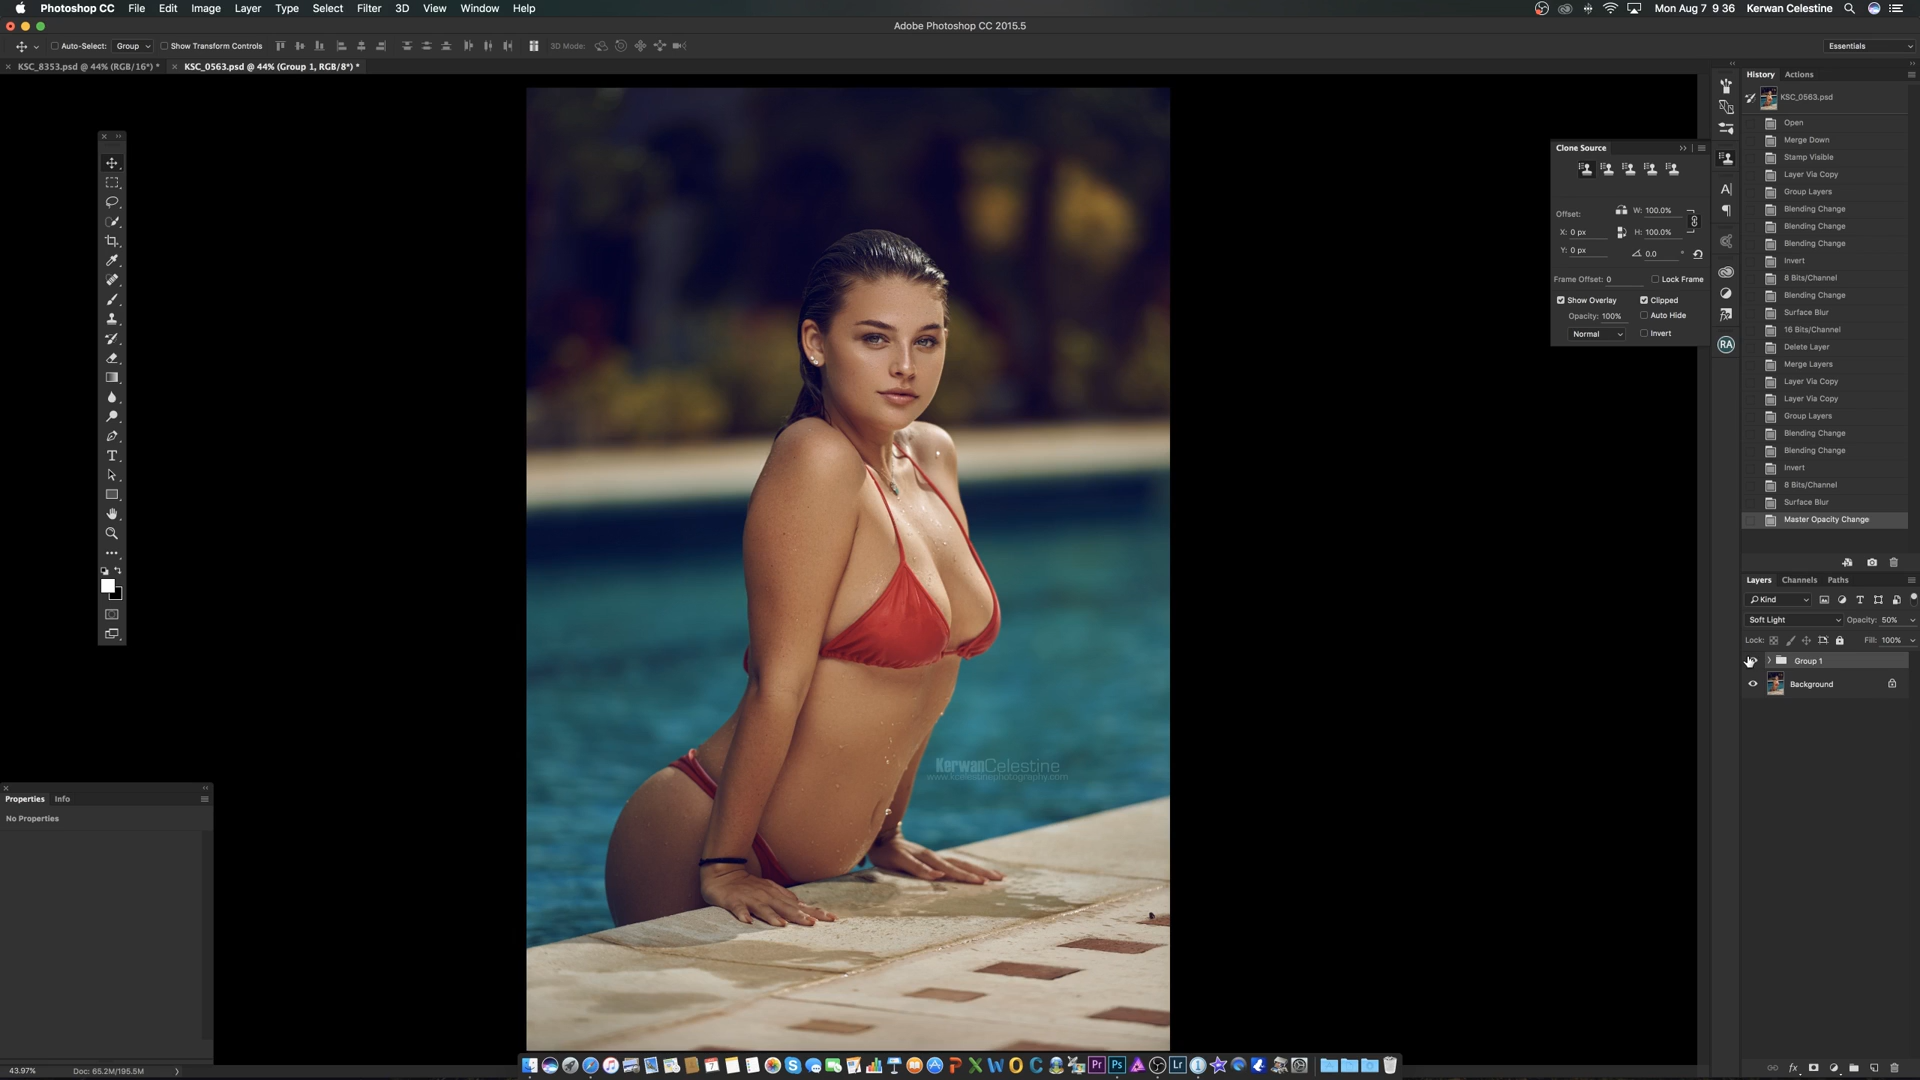 Photoshop CC File Edit Image Layer Type Select Filter 3D View Window Help Mon Aug 7 9 36 Kerwan Celestine
Adobe Photoshop CC 2015.5
Auto-Select: Group Show Transform Controls 3D Mode: Essentials
KSC_8353.psd @ 44% (RGB/16*) * KSC_0563.psd @ 44% (Group 1, RGB/8*) *
History Actions
KSC_0563.psd
Open
Merge Down
Stamp Visible
Layer Via Copy
Group Layers
Blending Change
Blending Change
Blending Change
Invert
8 Bits/Channel
Blending Change
Surface Blur
16 Bits/Channel
Delete Layer
Merge Layers
Layer Via Copy
Layer Via Copy
Group Layers
Blending Change
Blending Change
Invert
8 Bits/Channel
Surface Blur
Master Opacity Change
Clone Source
Offset: W: 100.0%
X: 0 px H: 100.0%
Y: 0 px 0.0 °
Frame Offset: 0 Lock Frame
Show Overlay Clipped
Opacity: 100% Auto Hide
Normal Invert
Layers Channels Paths
Kind
Soft Light Opacity: 50%
Lock: Fill: 100%
Group 1
Background
KerwanCelestine
www.kcelestinephotography.com
Properties Info
No Properties
43.97% Doc: 65.2M/195.5M